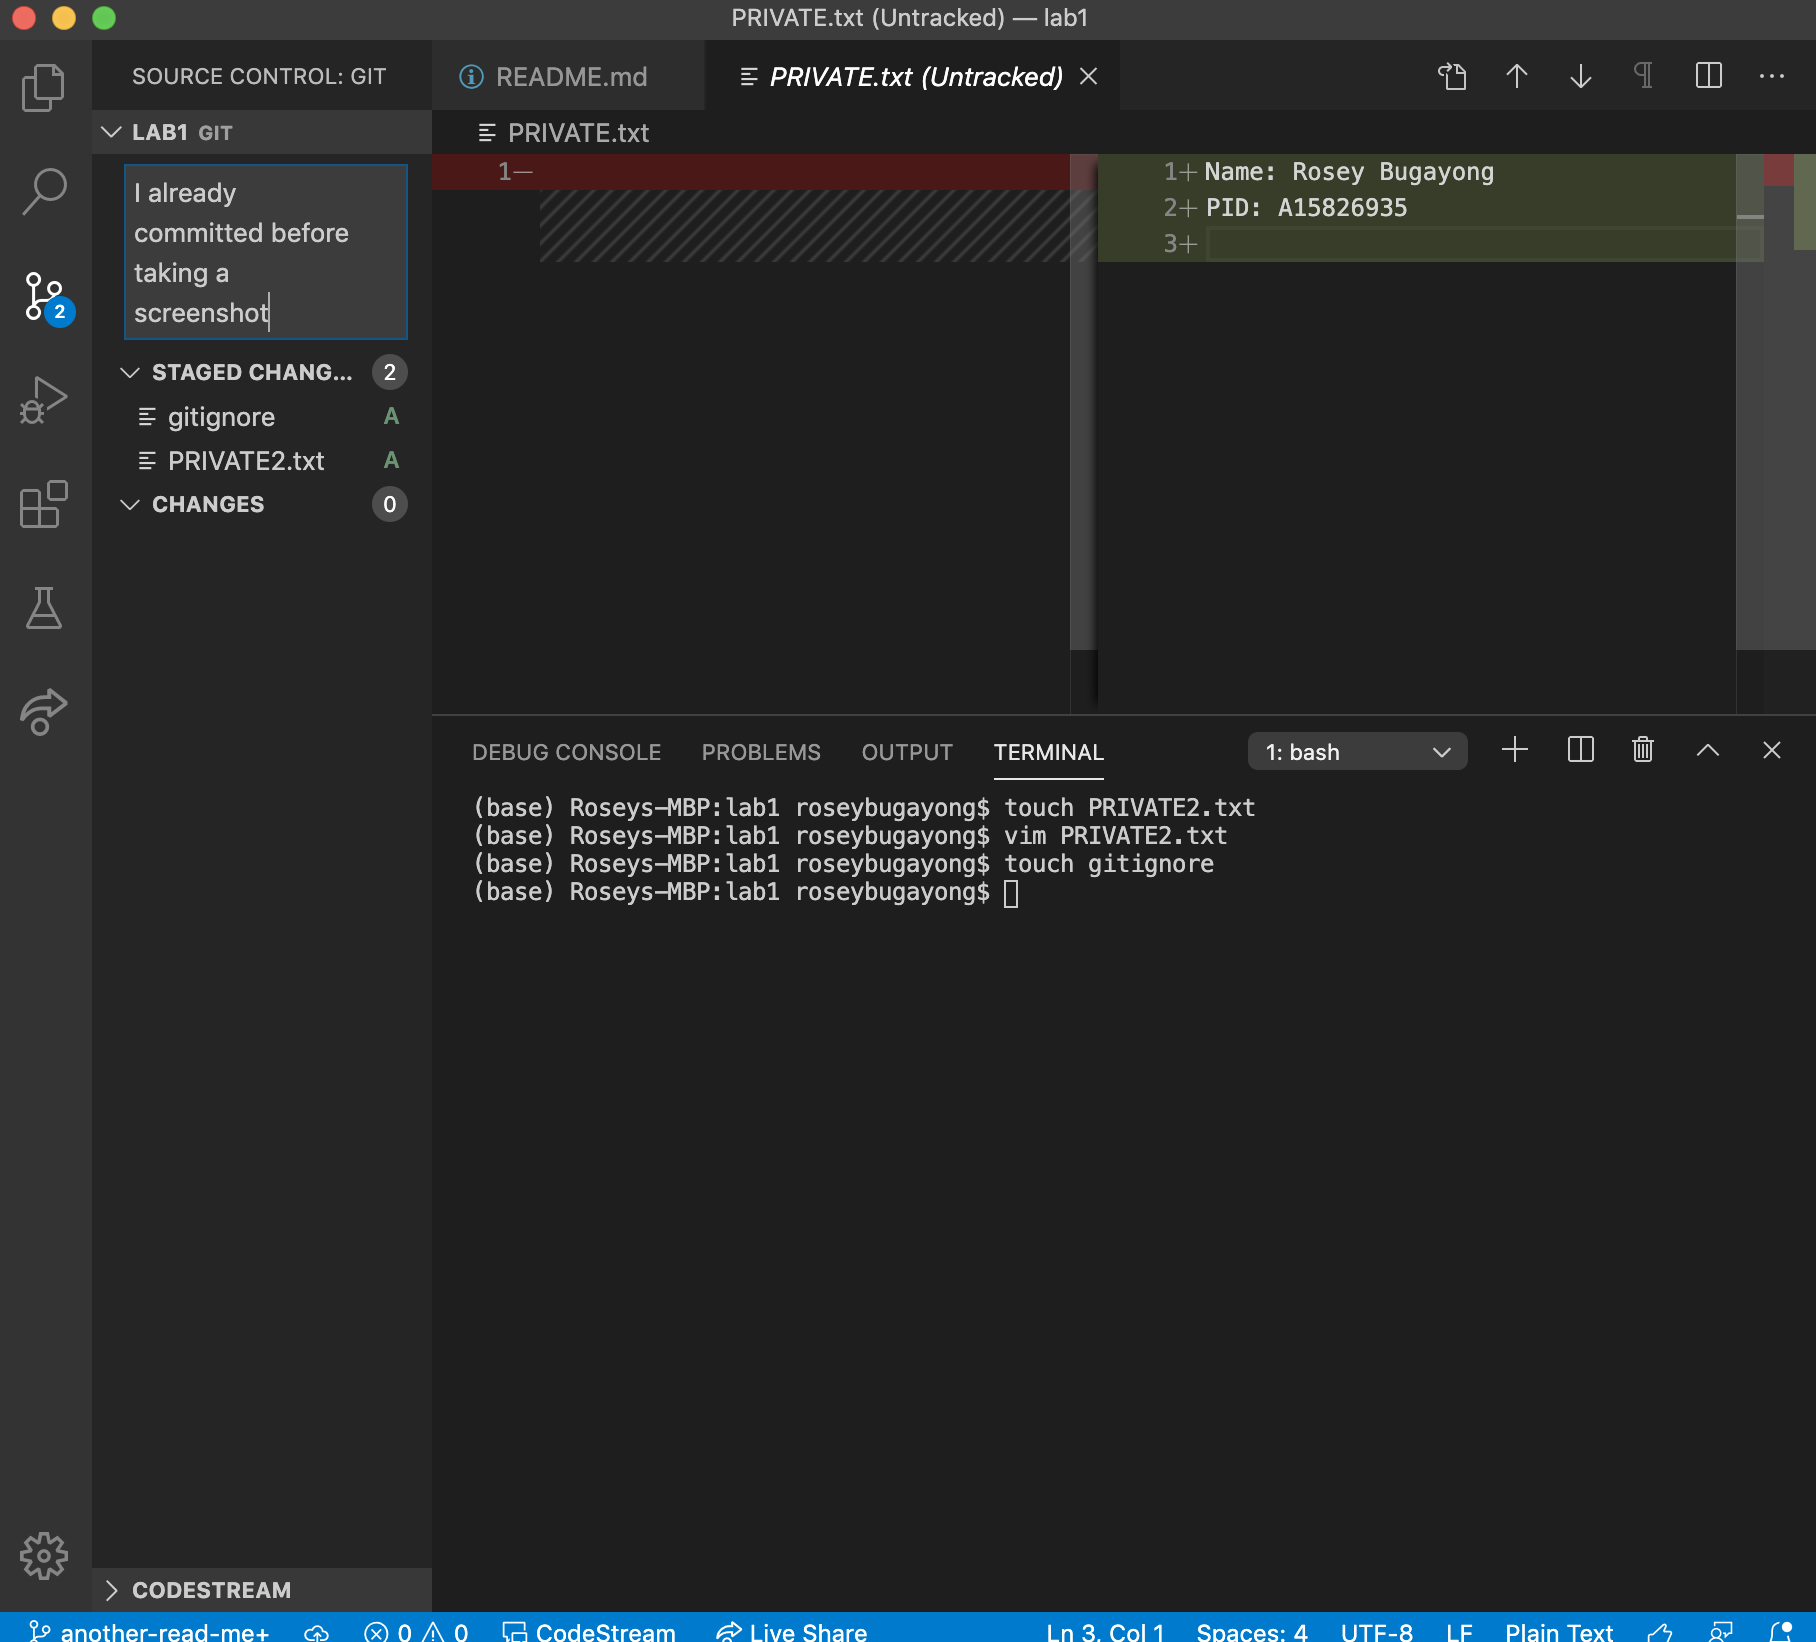 PRIVATE.txt (Untracked) — lab1
SOURCE CONTROL: GIT
README.md
PRIVATE.txt (Untracked)
LAB1 GIT
PRIVATE.txt
I already
committed before
taking a
screenshot
1—
1+ Name: Rosey Bugayong
2+ PID: A15826935
3+
2
STAGED CHANG... 2
gitignore A
PRIVATE2.txt A
CHANGES 0
DEBUG CONSOLE PROBLEMS OUTPUT TERMINAL 1: bash
(base) Roseys-MBP:lab1 roseybugayong$ touch PRIVATE2.txt
(base) Roseys-MBP:lab1 roseybugayong$ vim PRIVATE2.txt
(base) Roseys-MBP:lab1 roseybugayong$ touch gitignore
(base) Roseys-MBP:lab1 roseybugayong$
CODESTREAM
another-read-me+ 0 0 CodeStream Live Share Ln 3, Col 1 Spaces: 4 UTF-8 LF Plain Text